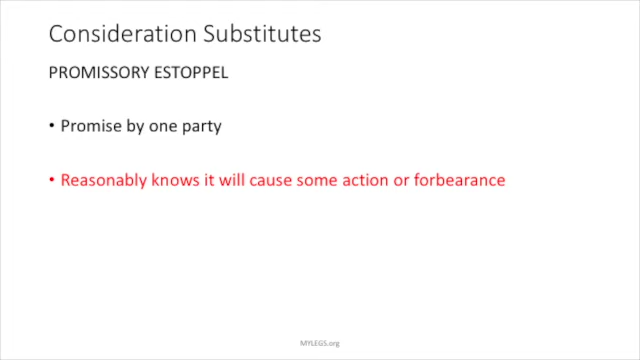 Consideration Substitutes
PROMISSORY ESTOPPEL
• Promise by one party
• Reasonably knows it will cause some action or forbearance
MYLEGS.org